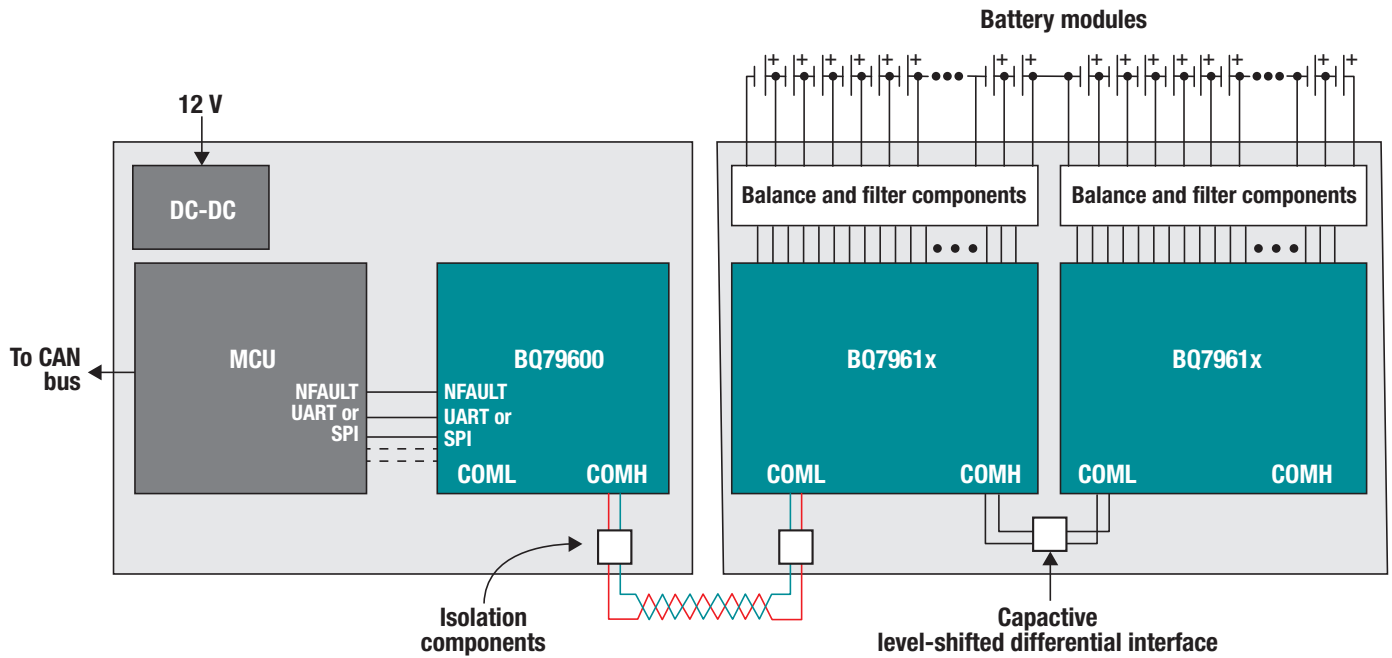 Battery modules
12 V
DC-DC
Balance and filter components
Balance and filter components
To CAN
bus
MCU
NFAULT
UART or
SPI
BQ79600
NFAULT
UART or
SPI
COML
COMH
BQ7961x
COML
COMH
BQ7961x
COML
COMH
Isolation
components
Capactive
level-shifted differential interface